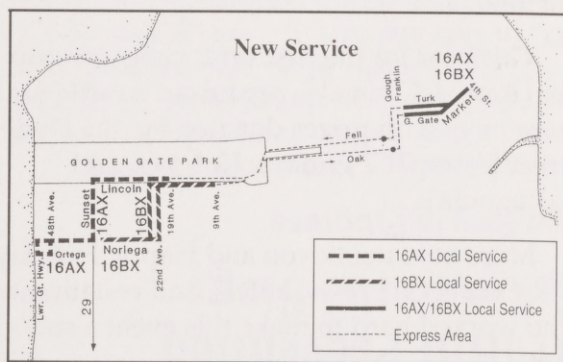 New Service
16AX
16BX
Gough
Franklin
Turk
G. Gate
Market
4th St.
Fell
Oak
GOLDEN GATE PARK
Lincoln
48th Ave.
Sunset
16AX
16BX
19th Ave.
9th Ave.
Lwr. Gt. Hwy.
Ortega
16AX
Noriega
16BX
22nd Ave.
29
16AX Local Service
16BX Local Service
16AX/16BX Local Service
Express Area